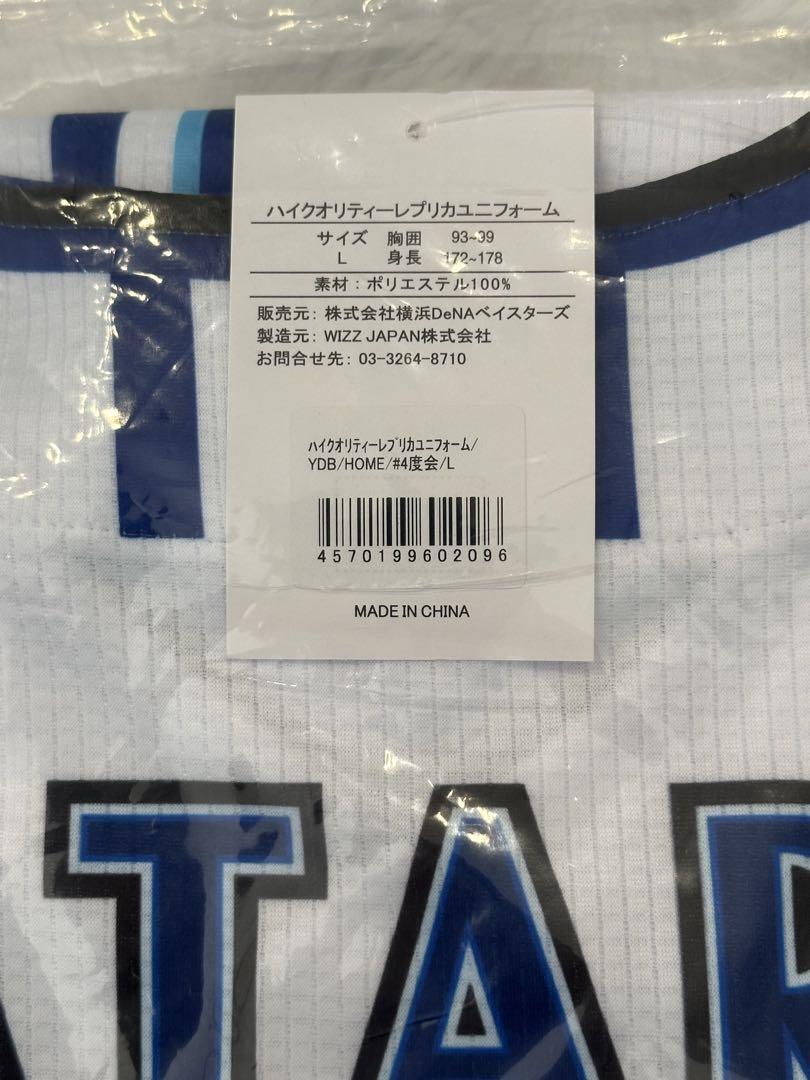 ハイクオリティーレプリカユニフォーム
サイズ 胸囲 93~99
L 身長 172~178
素材：ポリエステル100%
販売元：株式会社横浜DeNAベイスターズ
製造元：WIZZ JAPAN株式会社
お問合せ先：03-3264-8710
ﾊｲｸｵﾘﾃｨｰﾚﾌﾟﾘｶﾕﾆﾌｫｰﾑ/
YDB/HOME/#4度会/L
4570199602096
MADE IN CHINA
TAR